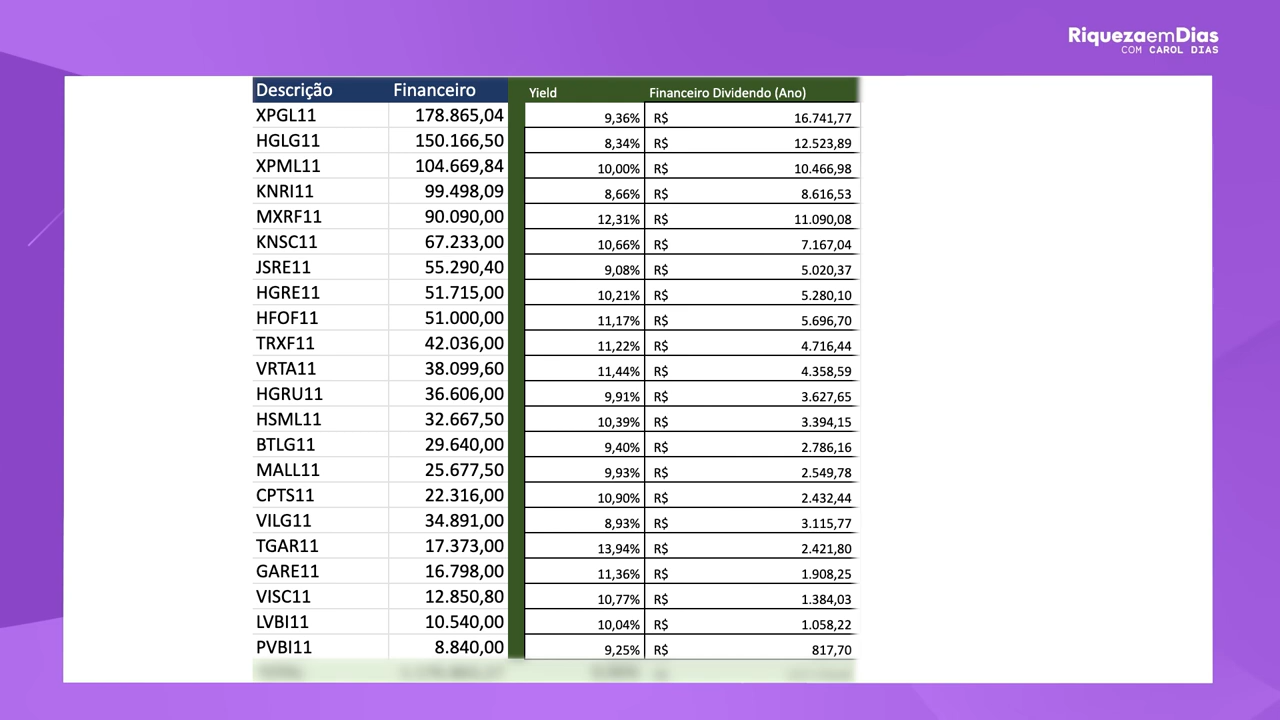 RiquezaemDias
COM CAROL DIAS
Descrição Financeiro Yield Financeiro Dividendo (Ano)
XPGL11 178.865,04 9,36% R$ 16.741,77
HGLG11 150.166,50 8,34% R$ 12.523,89
XPML11 104.669,84 10,00% R$ 10.466,98
KNRI11 99.498,09 8,66% R$ 8.616,53
MXRF11 90.090,00 12,31% R$ 11.090,08
KNSC11 67.233,00 10,66% R$ 7.167,04
JSRE11 55.290,40 9,08% R$ 5.020,37
HGRE11 51.715,00 10,21% R$ 5.280,10
HFOF11 51.000,00 11,17% R$ 5.696,70
TRXF11 42.036,00 11,22% R$ 4.716,44
VRTA11 38.099,60 11,44% R$ 4.358,59
HGRU11 36.606,00 9,91% R$ 3.627,65
HSML11 32.667,50 10,39% R$ 3.394,15
BTLG11 29.640,00 9,40% R$ 2.786,16
MALL11 25.677,50 9,93% R$ 2.549,78
CPTS11 22.316,00 10,90% R$ 2.432,44
VILG11 34.891,00 8,93% R$ 3.115,77
TGAR11 17.373,00 13,94% R$ 2.421,80
GARE11 16.798,00 11,36% R$ 1.908,25
VISC11 12.850,80 10,77% R$ 1.384,03
LVBI11 10.540,00 10,04% R$ 1.058,22
PVBI11 8.840,00 9,25% R$ 817,70